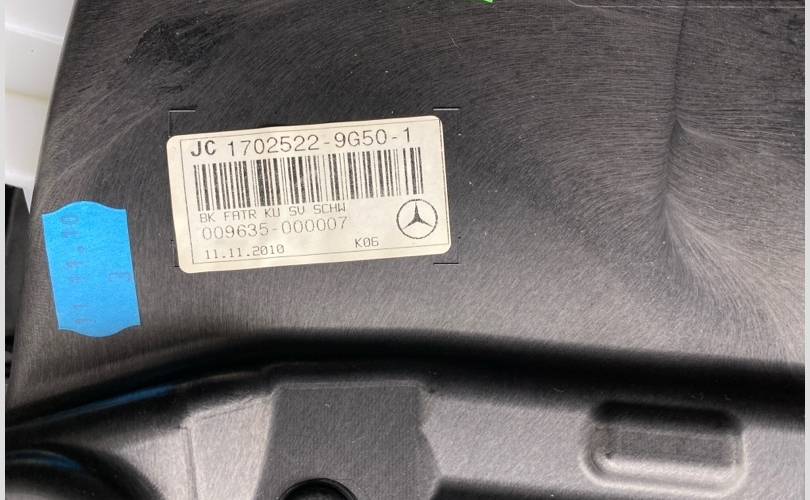 JC 1702522-9G50-1
BK FATR KU SV SCHW
009635-000007
11.11.2010 K06